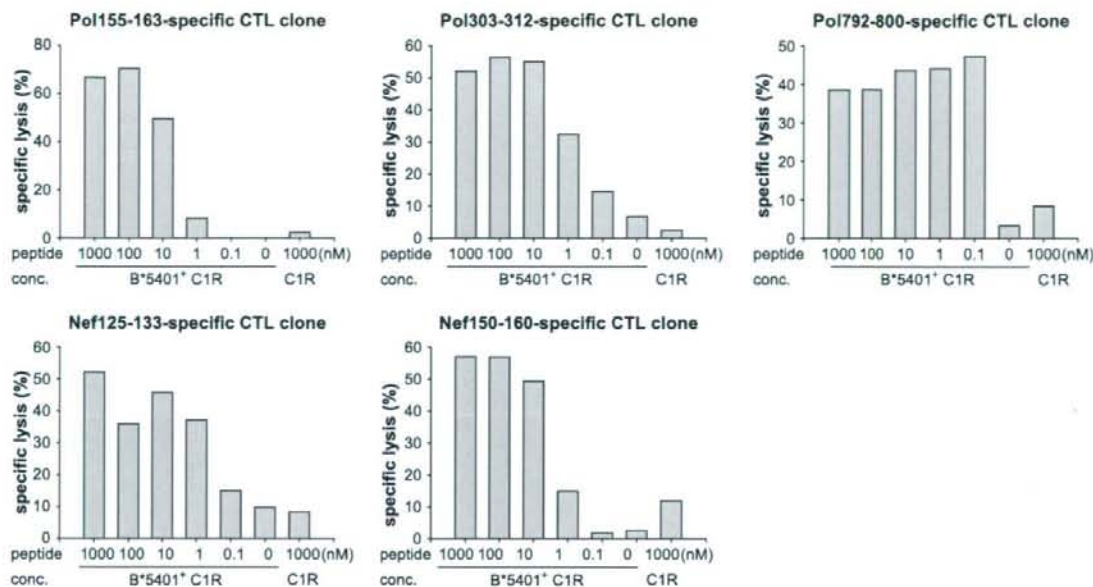 Pol155-163-specific CTL clone
specific lysis (%)
80
60
40
20
0
peptide 1000 100 10 1 0.1 0 1000(nM)
conc. B*5401⁺ C1R C1R
Pol303-312-specific CTL clone
specific lysis (%)
60
50
40
30
20
10
0
peptide 1000 100 10 1 0.1 0 1000(nM)
conc. B*5401⁺ C1R C1R
Pol792-800-specific CTL clone
specific lysis (%)
50
40
30
20
10
0
peptide 1000 100 10 1 0.1 0 1000(nM)
conc. B*5401⁺ C1R C1R
Nef125-133-specific CTL clone
specific lysis (%)
60
50
40
30
20
10
0
peptide 1000 100 10 1 0.1 0 1000(nM)
conc. B*5401⁺ C1R C1R
Nef150-160-specific CTL clone
specific lysis (%)
60
50
40
30
20
10
0
peptide 1000 100 10 1 0.1 0 1000(nM)
conc. B*5401⁺ C1R C1R